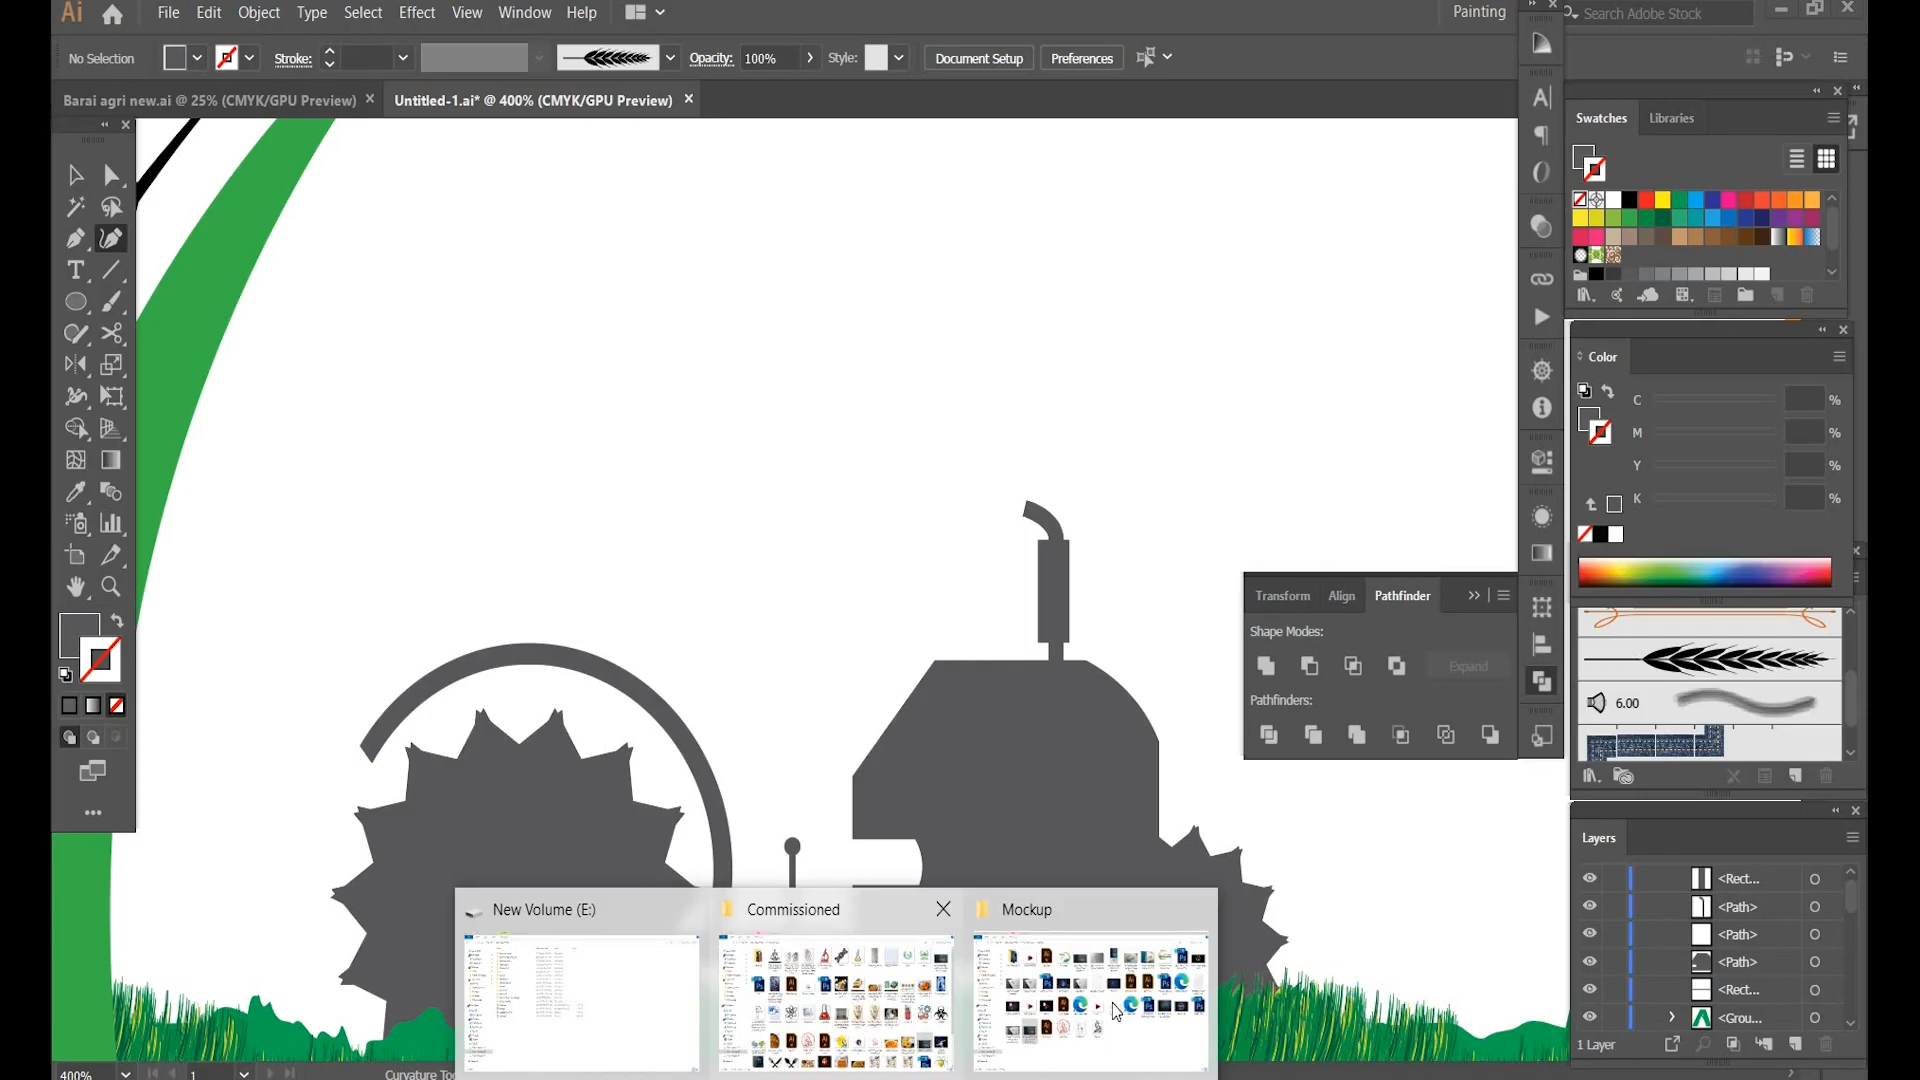 Ai File Edit Object Type Select Effect View Window Help Painting Search Adobe Stock
No Selection Stroke: Opacity: 100% Style: Document Setup Preferences
Barai agri new.ai @ 25% (CMYK/GPU Preview) Untitled-1.ai* @ 400% (CMYK/GPU Preview)
Swatches Libraries
Color
C %
M %
Y %
K %
Transform Align Pathfinder
Shape Modes:
Expand
Pathfinders:
6.00
Layers
<Rect...
<Path>
<Path>
<Path>
<Rect...
<Grou...
1 Layer
New Volume (E:) Commissioned Mockup
400% 1 Curvature Too